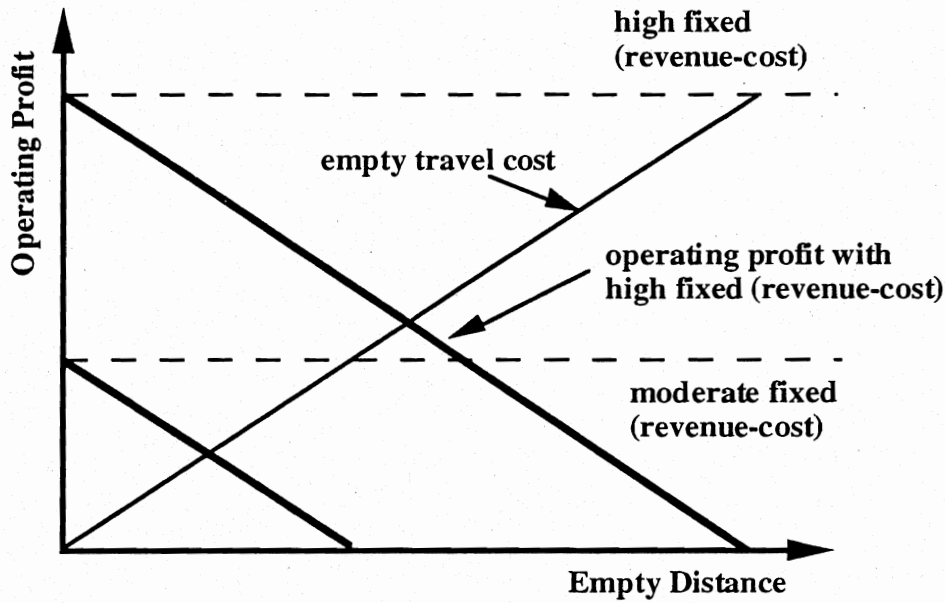 high fixed
(revenue-cost)
Operating Profit
empty travel cost
operating profit with
high fixed (revenue-cost)
moderate fixed
(revenue-cost)
Empty Distance